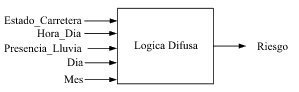 Estado_Carretera
Hora_Dia
Presencia_Lluvia
Dia
Mes
Logica Difusa
Riesgo